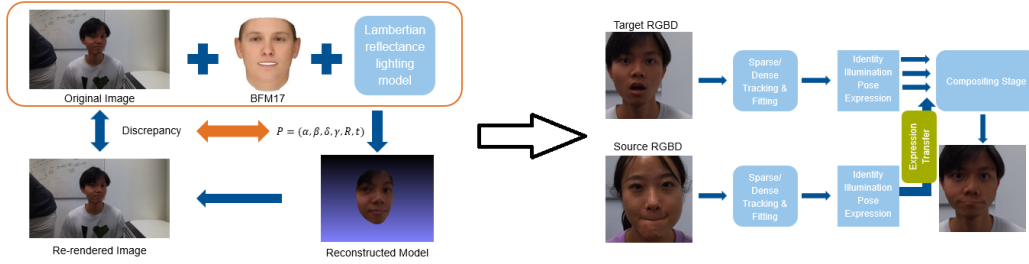 Lambertian
reflectance
lighting
model
Original Image
BFM17
Discrepancy
P = (α, β, δ, γ, R, t)
Re-rendered Image
Reconstructed Model
Target RGBD
Sparse/
Dense
Tracking &
Fitting
Identity
Illumination
Pose
Expression
Compositing Stage
Source RGBD
Sparse/
Dense
Tracking &
Fitting
Identity
Illumination
Pose
Expression
Expression
Transfer